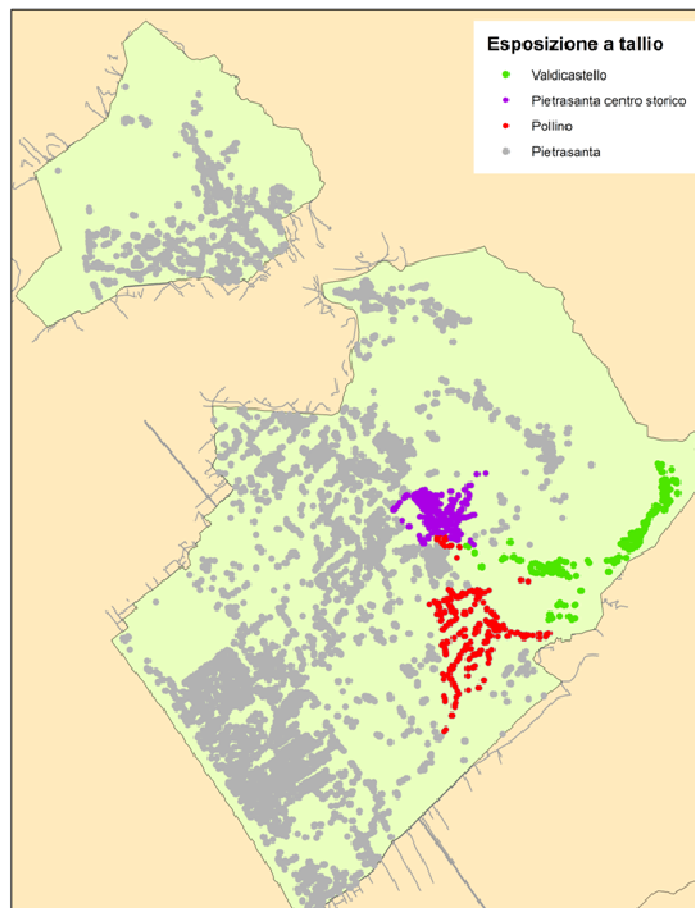 Esposizione a tallio
Valdicastello
Pietrasanta centro storico
Pollino
Pietrasanta